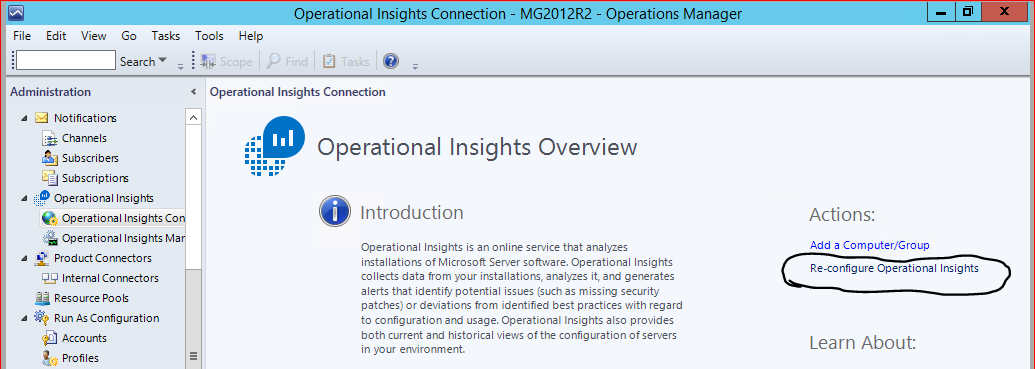 Operational Insights Connection - MG2012R2 - Operations Manager
File Edit View Go Tasks Tools Help
Search Scope Find Tasks
Administration
Operational Insights Connection
Notifications
Channels
Subscribers
Subscriptions
Operational Insights
Operational Insights Con
Operational Insights Mar
Product Connectors
Internal Connectors
Resource Pools
Run As Configuration
Accounts
Profiles
Operational Insights Overview
Introduction
Operational Insights is an online service that analyzes
installations of Microsoft Server software. Operational Insights
collects data from your installations, analyzes it, and generates
alerts that identify potential issues (such as missing security
patches) or deviations from identified best practices with regard
to configuration and usage. Operational Insights also provides
both current and historical views of the configuration of servers
in your environment.
Actions:
Add a Computer/Group
Re-configure Operational Insights
Learn About: